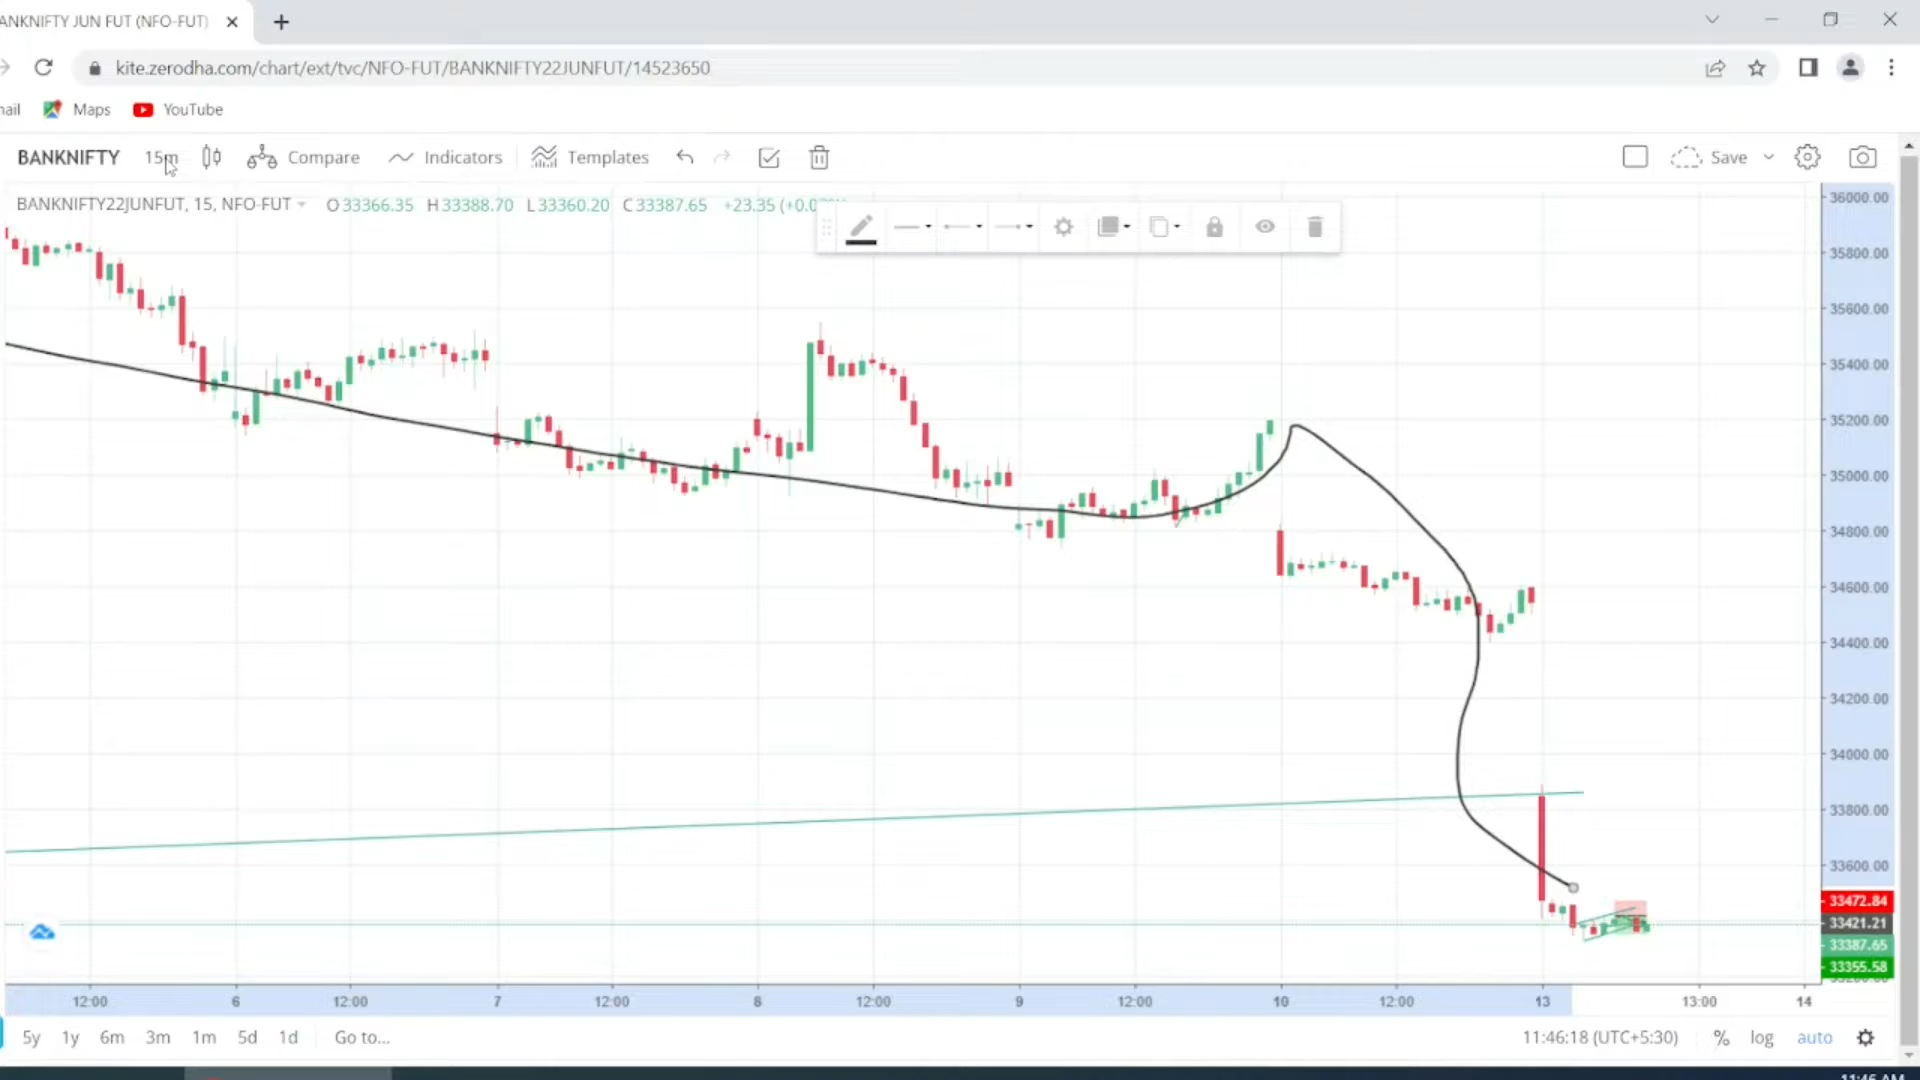 ANKNIFTY JUN FUT (NFO-FUT)
kite.zerodha.com/chart/ext/tvc/NFO-FUT/BANKNIFTY22JUNFUT/14523650
nail Maps YouTube
BANKNIFTY 15m Compare Indicators Templates Save
BANKNIFTY22JUNFUT, 15, NFO-FUT O33366.35 H33388.70 L33360.20 C33387.65 +23.35 (+0.0
36000.00
35800.00
35600.00
35400.00
35200.00
35000.00
34800.00
34600.00
34400.00
34200.00
34000.00
33800.00
33600.00
33472.84
33421.21
33387.65
33355.58
12:00 6 12:00 7 12:00 8 12:00 9 12:00 10 12:00 13 13:00 14
5y 1y 6m 3m 1m 5d 1d Go to... 11:46:18 (UTC+5:30) % log auto